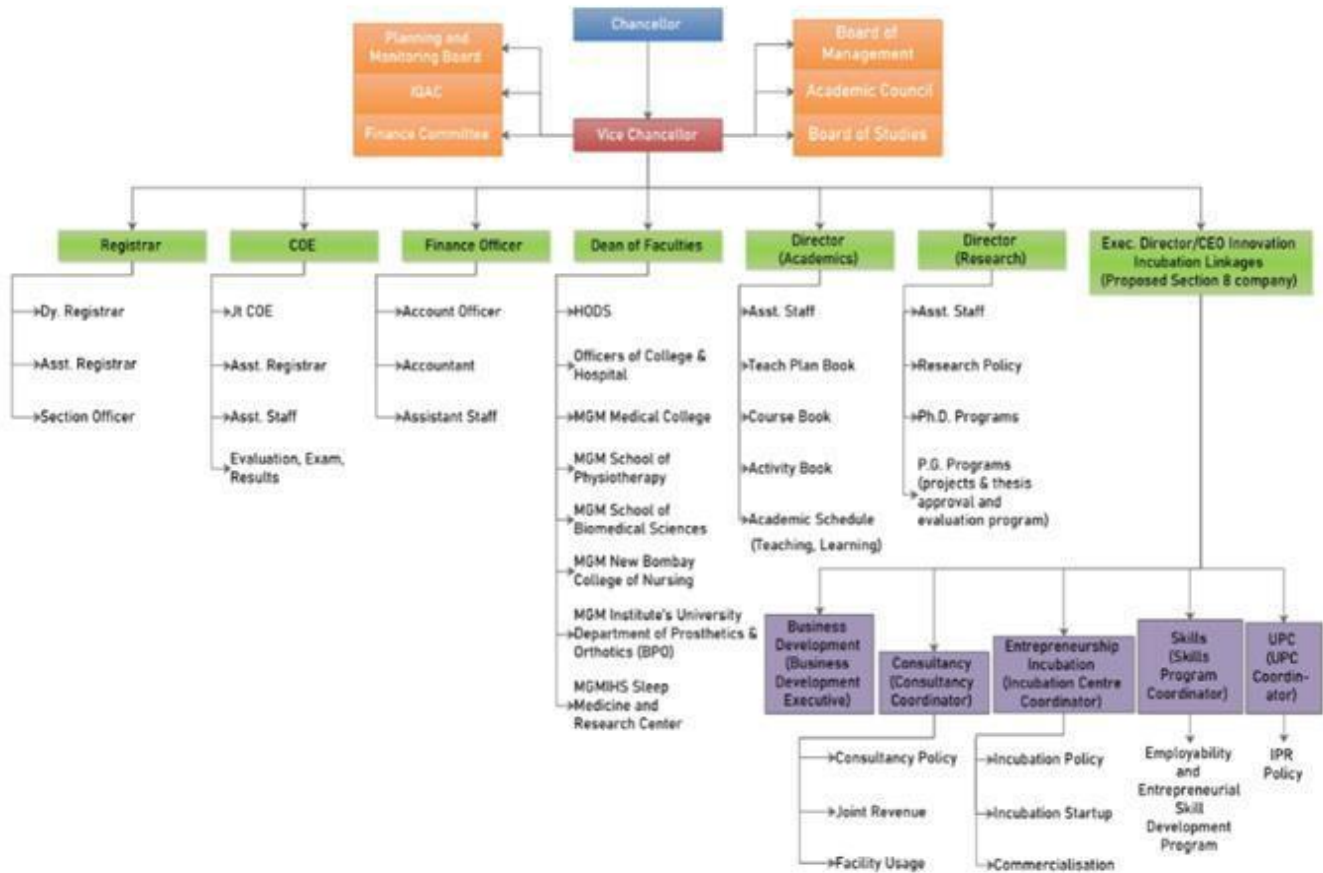 Chancellor
Planning and
Monitoring Board
IQAC
Finance Committee
Board of
Management
Academic Council
Board of Studies
Vice Chancellor
Registrar
Dy. Registrar
Asst. Registrar
Section Officer
COE
Jt COE
Asst. Registrar
Asst. Staff
Evaluation, Exam,
Results
Finance Officer
Account Officer
Accountant
Assistant Staff
Dean of Faculties
HODS
Officers of College &
Hospital
MGM Medical College
MGM School of
Physiotherapy
MGM School of
Biomedical Sciences
MGM New Bombay
College of Nursing
MGM Institute's University
Department of Prosthetics &
Orthotics (BPO)
MGMIHS Sleep
Medicine and
Research Center
Director
(Academics)
Asst. Staff
Teach Plan Book
Course Book
Activity Book
Academic Schedule
(Teaching, Learning)
Director
(Research)
Asst. Staff
Research Policy
Ph.D. Programs
P.G. Programs
(projects & thesis
approval and
evaluation program)
Exec. Director/CEO Innovation
Incubation Linkages
(Proposed Section 8 company)
Business
Development
(Business
Development
Executive)
Consultancy
(Consultancy
Coordinator)
Consultancy Policy
Joint Revenue
Facility Usage
Entrepreneurship
Incubation
(Incubation Centre
Coordinator)
Incubation Policy
Incubation Startup
Commercialisation
Skills
(Skills
Program
Coordinator)
Employability
and
Entrepreneurial
Skill
Development
Program
UPC
(UPC
Coordin-
ator)
IPR
Policy